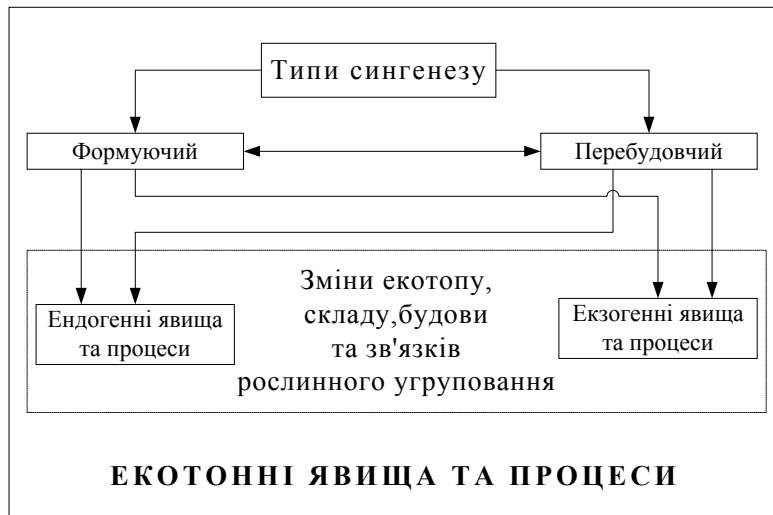 Типи сингенезу
Формуючий
Перебудовчий
Зміни екотопу,
складу,будови
та зв'язків
рослинного угруповання
Ендогенні явища
та процеси
Екзогенні явища
та процеси
ЕКОТОННІ ЯВИЩА ТА ПРОЦЕСИ